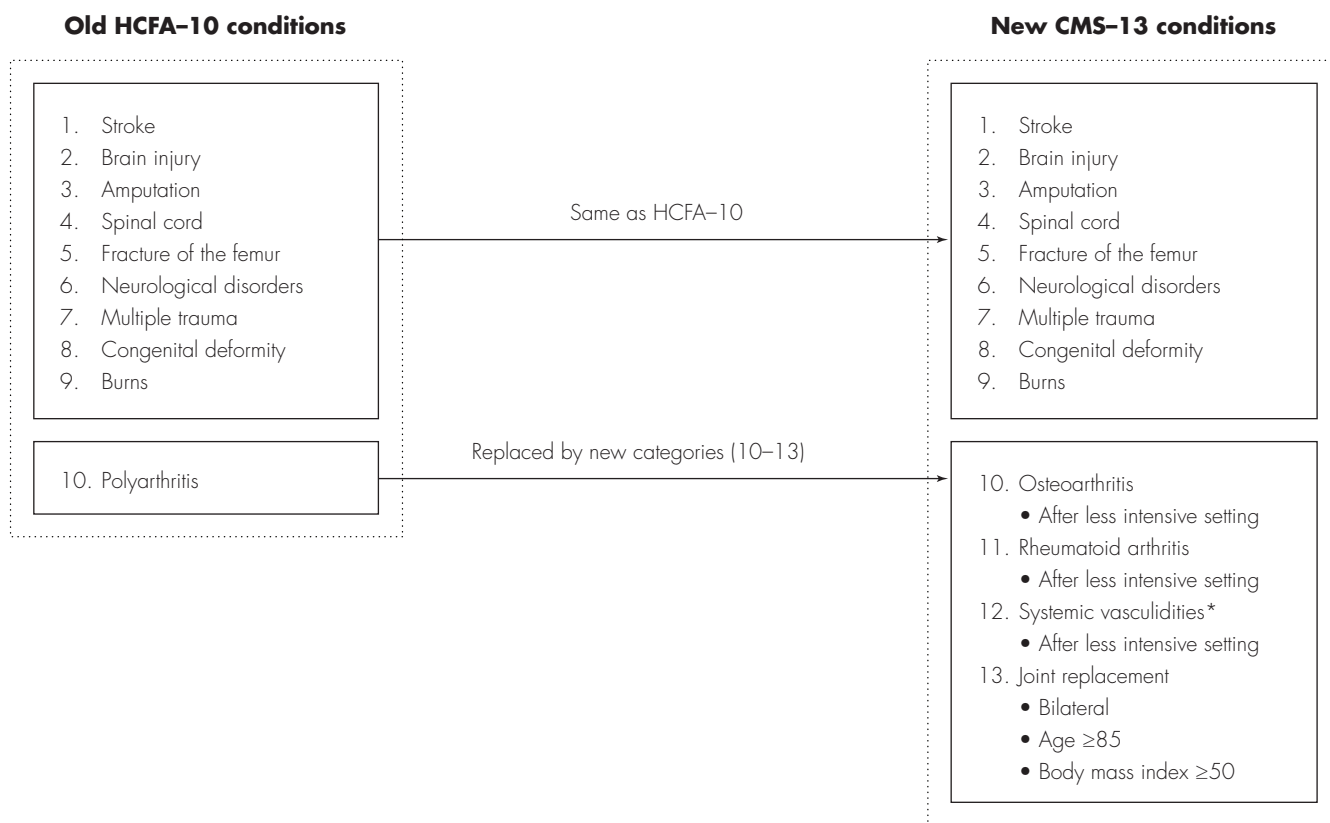 Old HCFA–10 conditions
1. Stroke
2. Brain injury
3. Amputation
4. Spinal cord
5. Fracture of the femur
6. Neurological disorders
7. Multiple trauma
8. Congenital deformity
9. Burns
10. Polyarthritis
Same as HCFA–10
Replaced by new categories (10–13)
New CMS–13 conditions
1. Stroke
2. Brain injury
3. Amputation
4. Spinal cord
5. Fracture of the femur
6. Neurological disorders
7. Multiple trauma
8. Congenital deformity
9. Burns
10. Osteoarthritis
• After less intensive setting
11. Rheumatoid arthritis
• After less intensive setting
12. Systemic vasculidities*
• After less intensive setting
13. Joint replacement
• Bilateral
• Age ≥85
• Body mass index ≥50